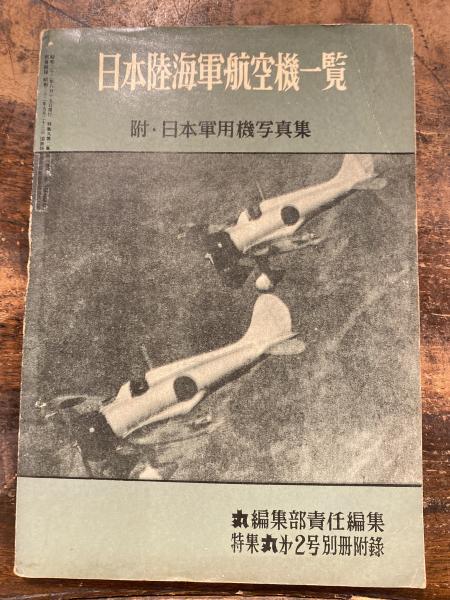 日本陸海軍航空機一覧
附・日本軍用機写真集
丸編集部責任編集
特集丸㐧2号別冊附録